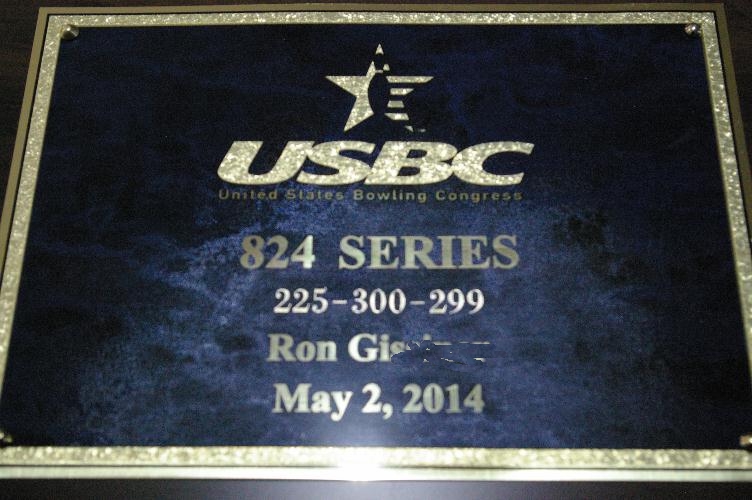 USBC
United States Bowling Congress
824 SERIES
225-300-299
Ron
May 2, 2014